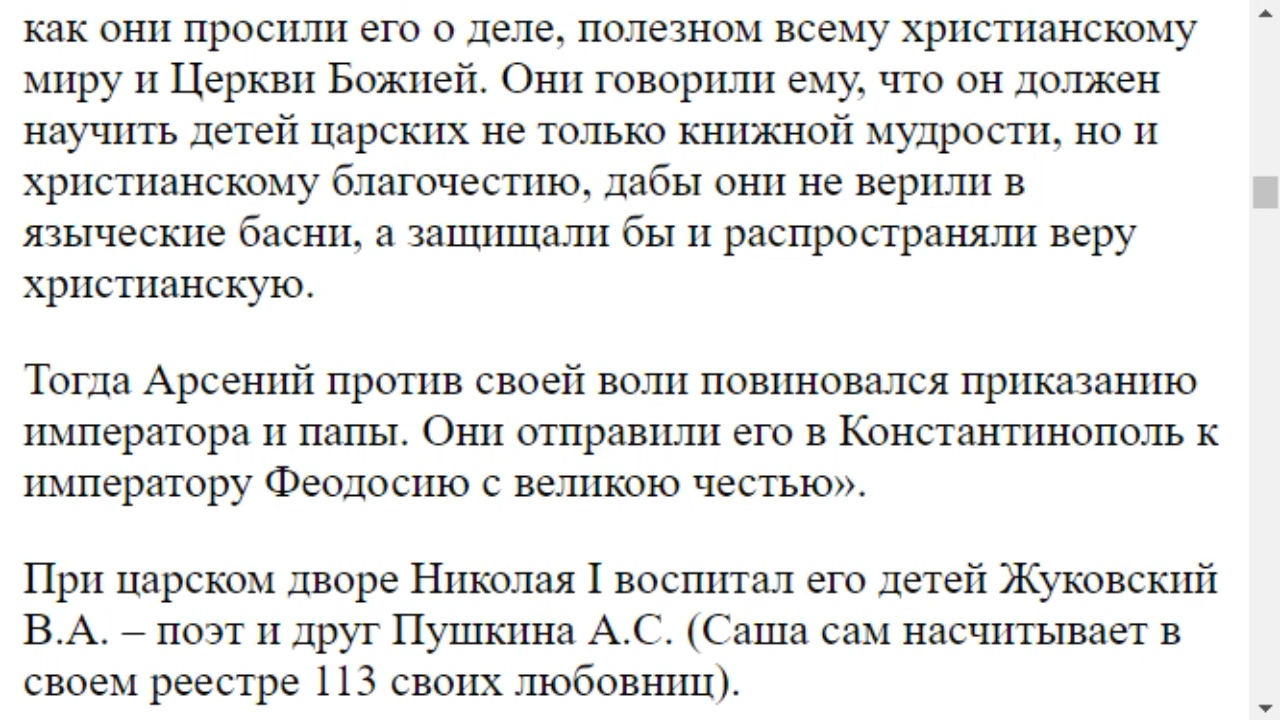 как они просили его о деле, полезном всему христианскому
миру и Церкви Божией. Они говорили ему, что он должен
научить детей царских не только книжной мудрости, но и
христианскому благочестию, дабы они не верили в
языческие басни, а защищали бы и распространяли веру
христианскую.
Тогда Арсений против своей воли повиновался приказанию
императора и папы. Они отправили его в Константинополь к
императору Феодосию с великою честью».
При царском дворе Николая I воспитал его детей Жуковский
В.А. – поэт и друг Пушкина А.С. (Саша сам насчитывает в
своем реестре 113 своих любовниц).